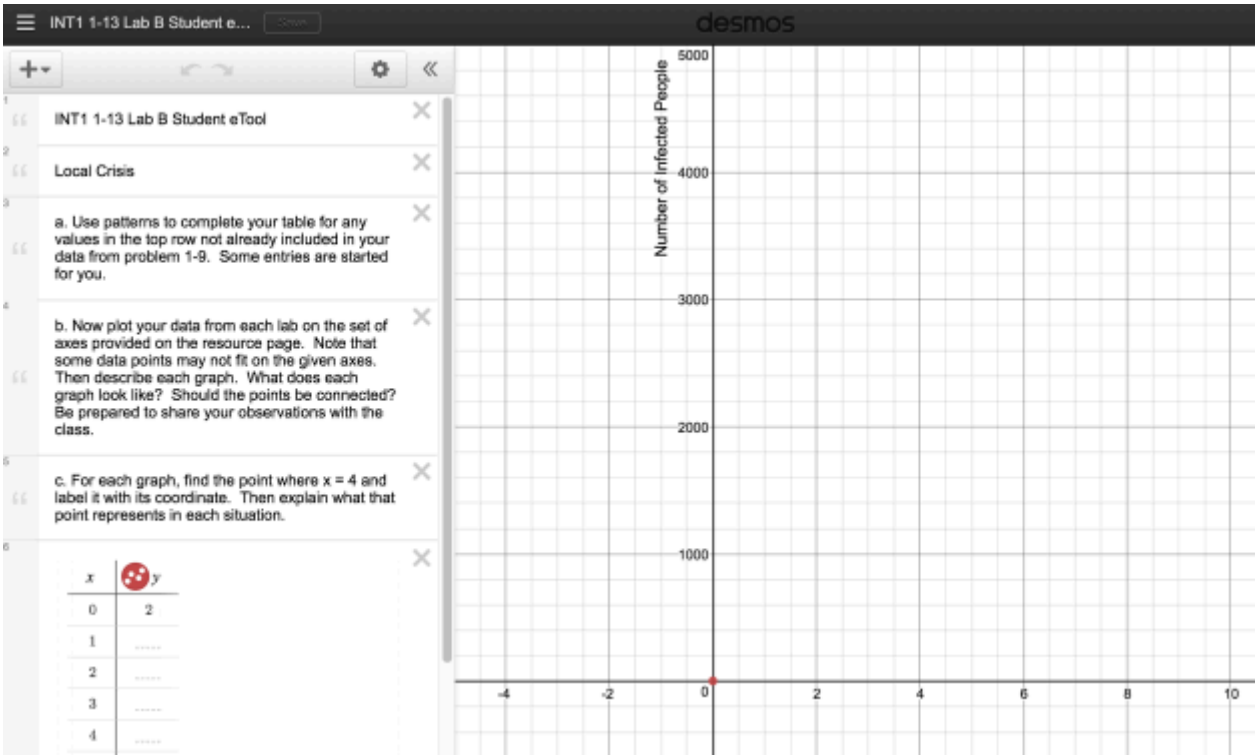 INT1 1-13 Lab B Student e...
Save
desmos
1
INT1 1-13 Lab B Student eTool
2
Local Crisis
3
a. Use patterns to complete your table for any
values in the top row not already included in your
data from problem 1-9. Some entries are started
for you.
4
b. Now plot your data from each lab on the set of
axes provided on the resource page. Note that
some data points may not fit on the given axes.
Then describe each graph. What does each
graph look like? Should the points be connected?
Be prepared to share your observations with the
class.
5
c. For each graph, find the point where x = 4 and
label it with its coordinate. Then explain what that
point represents in each situation.
6
x y
0 2
1
2
3
4
Number of Infected People
5000
4000
3000
2000
1000
-4 -2 0 2 4 6 8 10